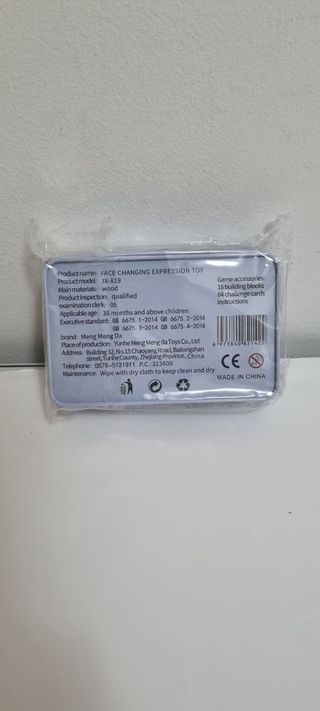 Product name: FACE CHANGING EXPRESSION TOY
Product model: JX-819
Main materials: wood
Product inspection: qualified
examination clerk: 05
Applicable age: 36 months and above children
Executive standard: GB 6675.1-2014 GB 6675.2-2014
GB 6675.3-2014 GB 6675.4-2014
brand: Meng Meng Da
Place of production: Yunhe Meng Meng da Toys Co., Ltd
Address: Building 32, No.15 Chaoyang Road, Bailongshan
street, Yunhe County, Zhejiang Province, China
Telephone: 0578-5131911 P.C.:323600
Maintenance: Wipe with dry cloth to keep clean and dry
Game accessories:
16 building blocks
64 challenge cards
instructions
CE
0-3
MADE IN CHINA